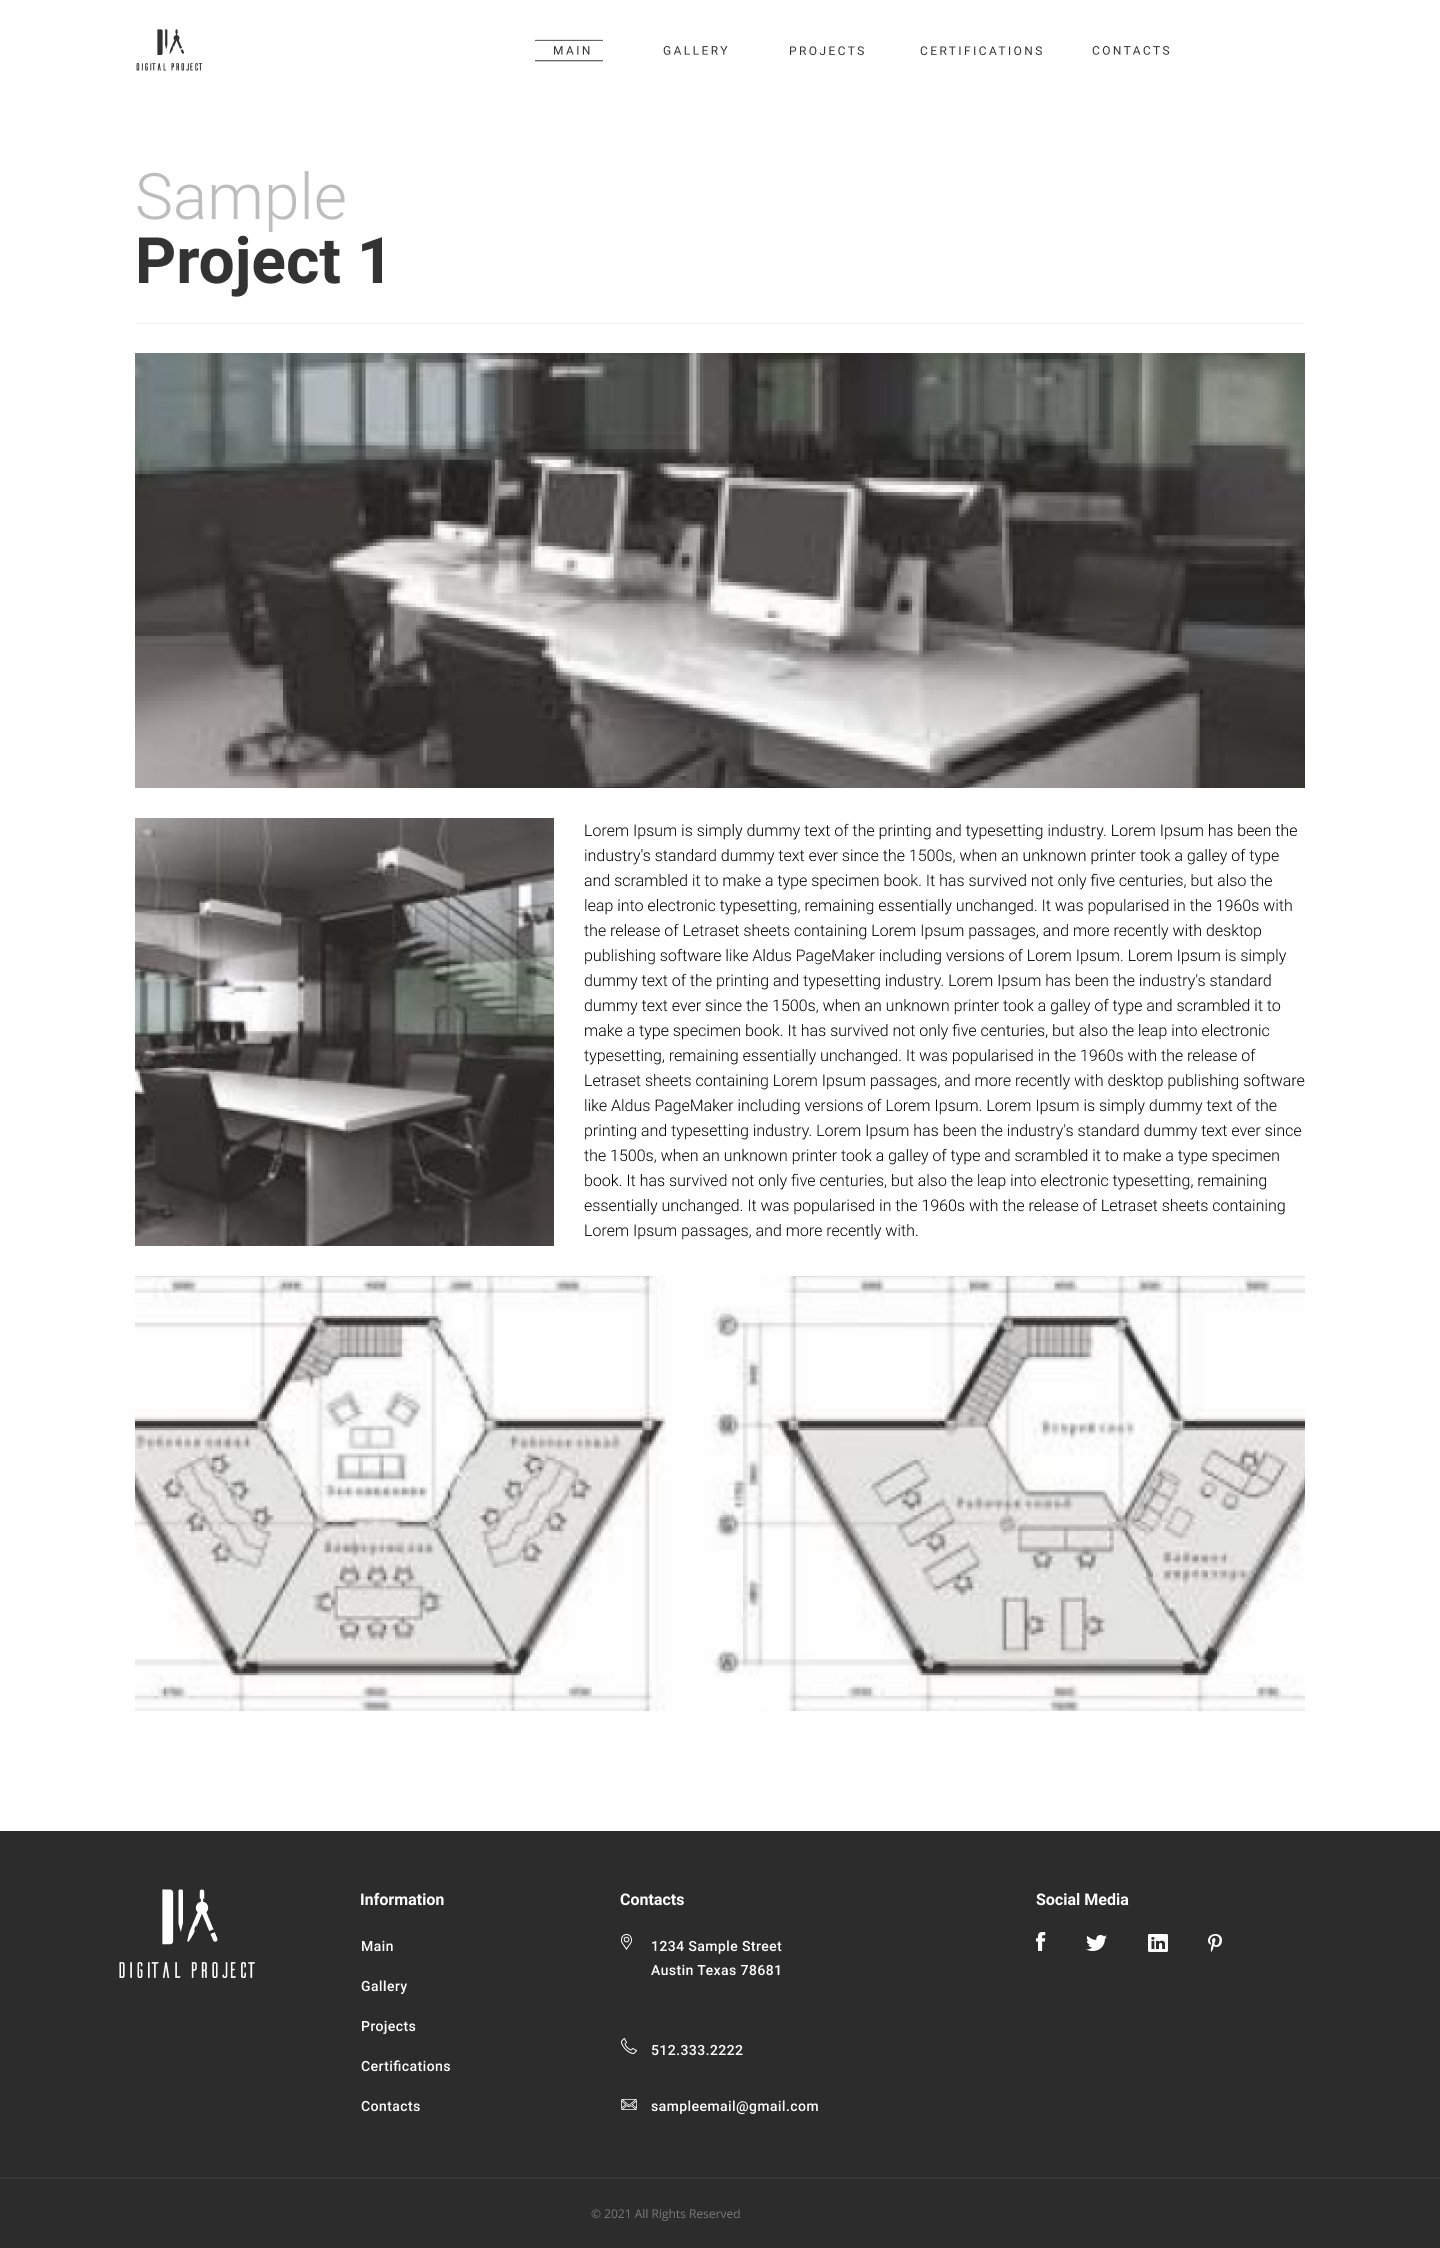 DIGITAL PROJECT
MAIN
GALLERY
PROJECTS
CERTIFICATIONS
CONTACTS
Sample
Project 1
Lorem Ipsum is simply dummy text of the printing and typesetting industry. Lorem Ipsum has been the
industry's standard dummy text ever since the 1500s, when an unknown printer took a galley of type
and scrambled it to make a type specimen book. It has survived not only five centuries, but also the
leap into electronic typesetting, remaining essentially unchanged. It was popularised in the 1960s with
the release of Letraset sheets containing Lorem Ipsum passages, and more recently with desktop
publishing software like Aldus PageMaker including versions of Lorem Ipsum. Lorem Ipsum is simply
dummy text of the printing and typesetting industry. Lorem Ipsum has been the industry's standard
dummy text ever since the 1500s, when an unknown printer took a galley of type and scrambled it to
make a type specimen book. It has survived not only five centuries, but also the leap into electronic
typesetting, remaining essentially unchanged. It was popularised in the 1960s with the release of
Letraset sheets containing Lorem Ipsum passages, and more recently with desktop publishing software
like Aldus PageMaker including versions of Lorem Ipsum. Lorem Ipsum is simply dummy text of the
printing and typesetting industry. Lorem Ipsum has been the industry's standard dummy text ever since
the 1500s, when an unknown printer took a galley of type and scrambled it to make a type specimen
book. It has survived not only five centuries, but also the leap into electronic typesetting, remaining
essentially unchanged. It was popularised in the 1960s with the release of Letraset sheets containing
Lorem Ipsum passages, and more recently with.
DIGITAL PROJECT
Information
Main
Gallery
Projects
Certifications
Contacts
Contacts
1234 Sample Street
Austin Texas 78681
512.333.2222
sampleemail@gmail.com
Social Media
© 2021 All Rights Reserved